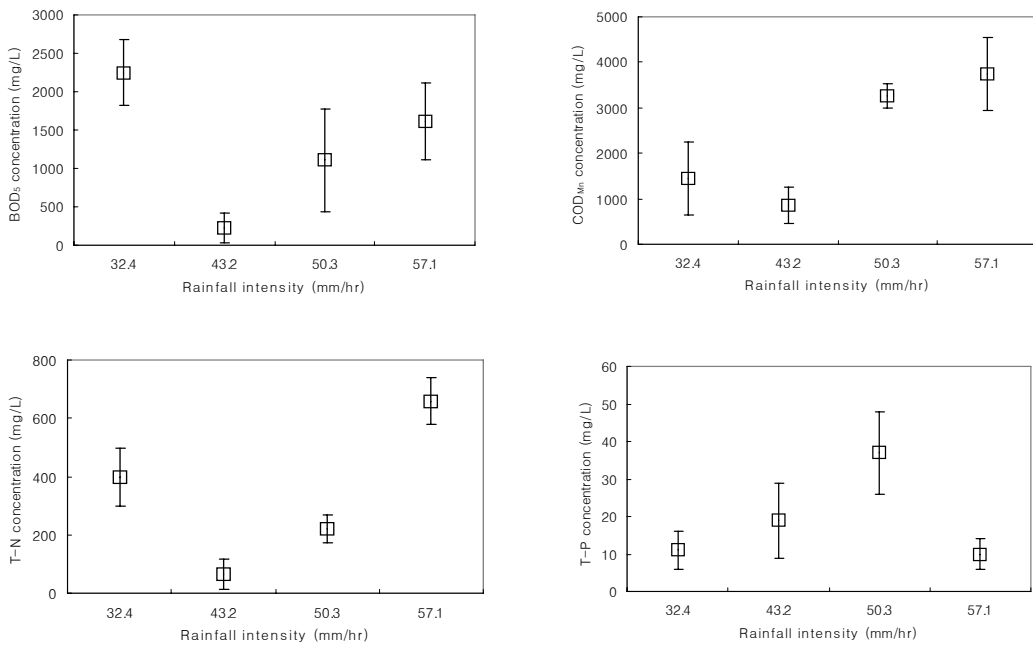 BOD₅ concentration (mg/L)
3000
2500
2000
1500
1000
500
0
32.4 43.2 50.3 57.1
Rainfall intensity (mm/hr)
COD_Mn concentration (mg/L)
5000
4000
3000
2000
1000
0
32.4 43.2 50.3 57.1
Rainfall intensity (mm/hr)
T-N concentration (mg/L)
800
600
400
200
0
32.4 43.2 50.3 57.1
Rainfall intensity (mm/hr)
T-P concentration (mg/L)
60
50
40
30
20
10
0
32.4 43.2 50.3 57.1
Rainfall intensity (mm/hr)